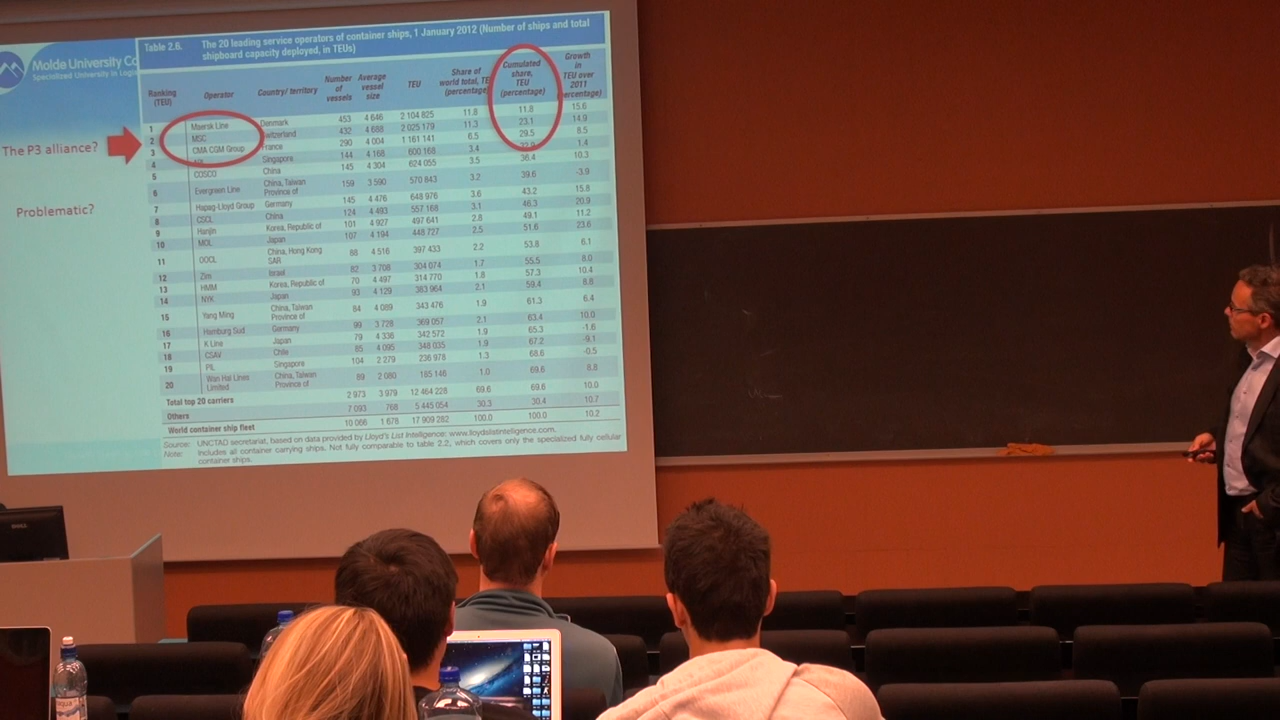 Molde University Co
Specialized University in Logis
The P3 alliance?
Problematic?
Table 2.6. The 20 leading service operators of container ships, 1 January 2012 (Number of ships and total
shipboard capacity deployed, in TEUs)
Ranking (TEU) Operator Country/territory Number of vessels Average vessel size TEU Share of world total, TE (percentage) Cumulated share, TEU (percentage) Growth in TEU over 2011 percentage)
1 Maersk Line Denmark 453 4 646 2 104 825 11.8 11.8 15.6
2 MSC witzerland 432 4 688 2 025 179 11.3 23.1 14.9
3 CMA CGM Group France 290 4 004 1 161 141 6.5 29.5 8.5
4 Singapore 144 4 168 600 168 3.4 32.9 1.4
5 COSCO China 145 4 304 624 055 3.5 36.4 10.3
6 Evergreen Line China, Taiwan Province of 159 3 590 570 843 3.2 39.6 -3.9
7 Hapag-Lloyd Group Germany 145 4 476 648 976 3.6 43.2 15.8
8 CSCL China 124 4 493 557 168 3.1 46.3 20.9
9 Hanjin Korea, Republic of 101 4 927 497 641 2.8 49.1 11.2
10 MOL Japan 107 4 194 448 727 2.5 51.6 23.6
11 OOCL China, Hong Kong SAR 88 4 516 397 433 2.2 53.8 6.1
12 Zim Israel 82 3 708 304 074 1.7 55.5 8.0
13 HMM Korea, Republic of 70 4 497 314 770 1.8 57.3 10.4
14 NYK Japan 93 4 129 383 964 2.1 59.4 8.8
15 Yang Ming China, Taiwan Province of 84 4 089 343 476 1.9 61.3 6.4
16 Hamburg Sud Germany 99 3 728 369 057 2.1 63.4 10.0
17 K Line Japan 79 4 336 342 572 1.9 65.3 -1.6
18 CSAV Chile 85 4 095 348 035 1.9 67.2 -9.1
19 PIL Singapore 104 2 279 236 978 1.3 68.6 -0.5
20 Wan Hai Lines Limited China, Taiwan Province of 89 2 080 185 146 1.0 69.6 8.8
Total top 20 carriers 2 973 3 979 12 464 228 69.6 69.6 10.0
Others 7 093 768 5 445 054 30.3 30.4 10.7
World container ship fleet 10 066 1 678 17 909 282 100.0 100.0 10.2
Source: UNCTAD secretariat, based on data provided by Lloyd's List Intelligence: www.lloydslistintelligence.com.
Note: Includes all container carrying ships. Not fully comparable to table 2.2, which covers only the specialized fully cellular
container ships.
DELL